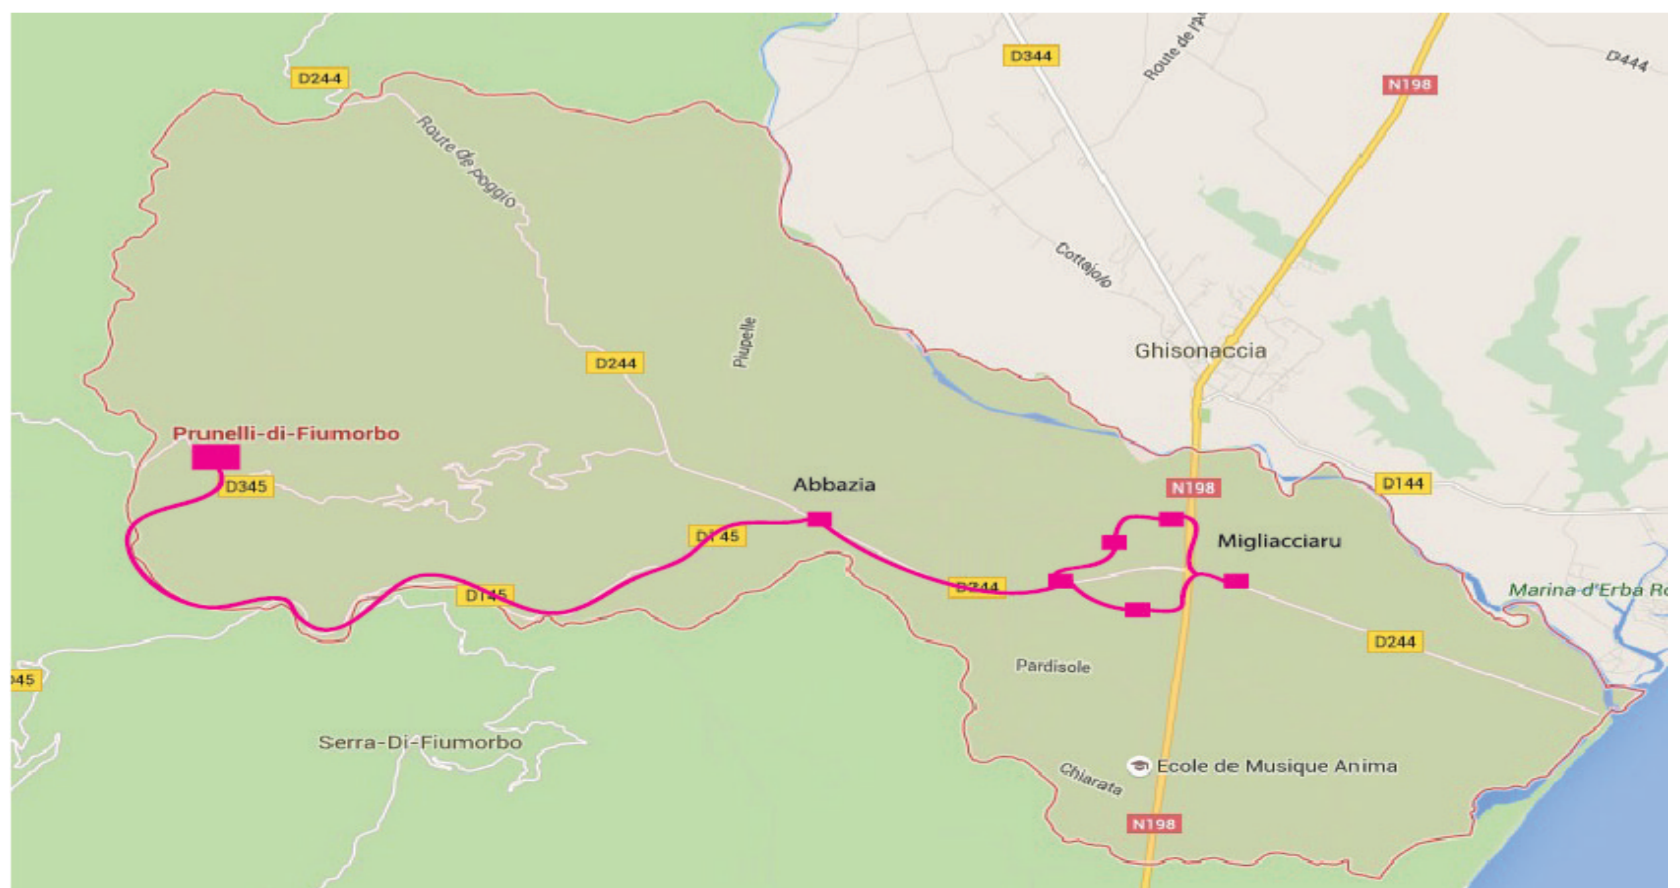 D344
Route de l'A
D444
D244
N198
Route de poggio
Cottajolo
Piupelle
Ghisonaccia
D244
Prunelli-di-Fiumorbo
D345
Abbazia
N198
D144
D145
Migliacciaru
D145
D244
Marina d'Erba Ro
D244
Pardisole
D45
Serra-Di-Fiumorbo
Chiarata
Ecole de Musique Anima
N198